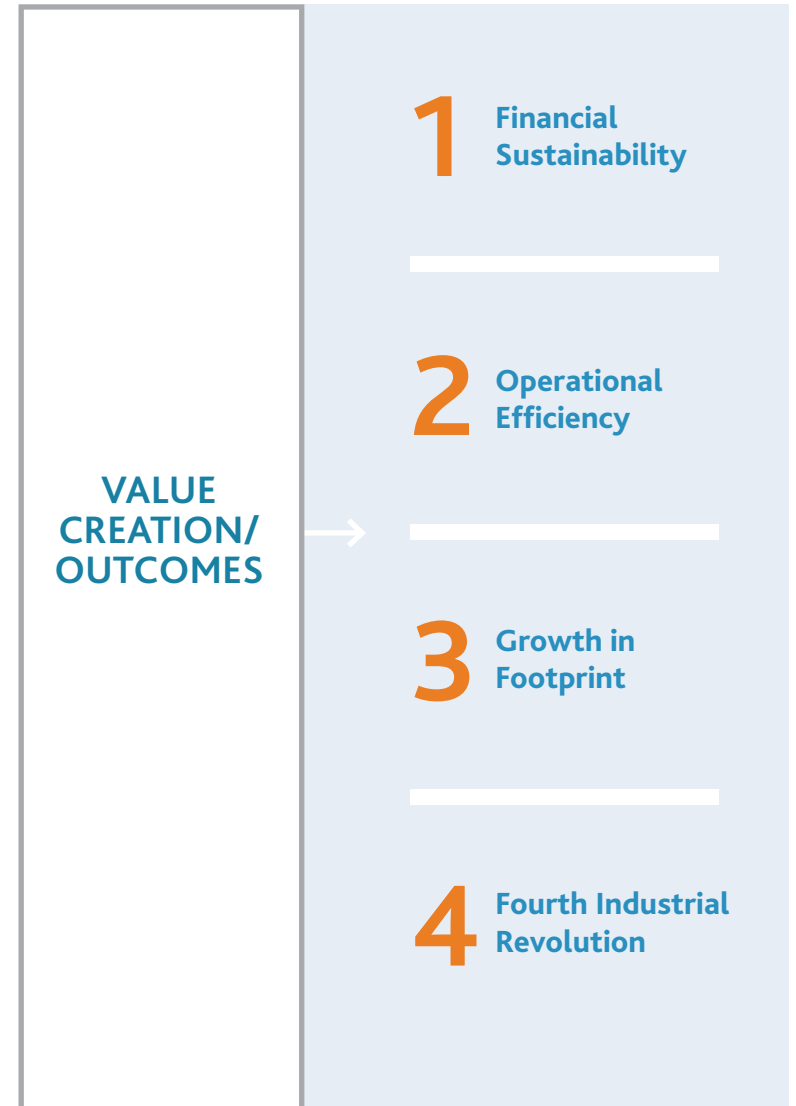 VALUE
CREATION/
OUTCOMES
1
Financial
Sustainability
2
Operational
Efficiency
3
Growth in
Footprint
4
Fourth Industrial
Revolution